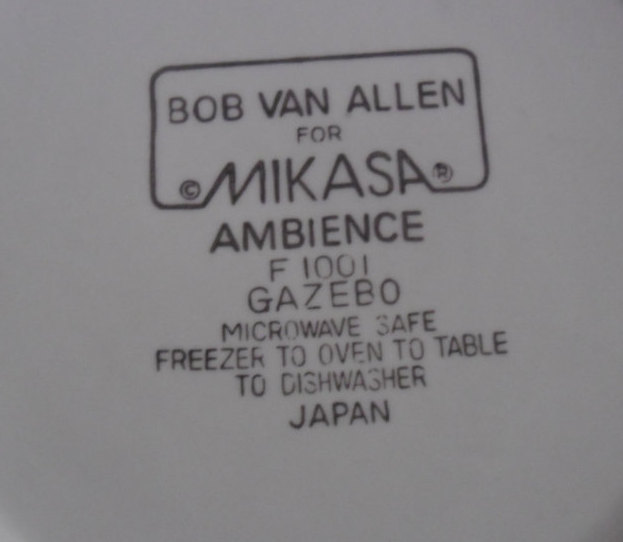 BOB VAN ALLEN
FOR
© MIKASA ®
AMBIENCE
F 1001
GAZEBO
MICROWAVE SAFE
FREEZER TO OVEN TO TABLE
TO DISHWASHER
JAPAN